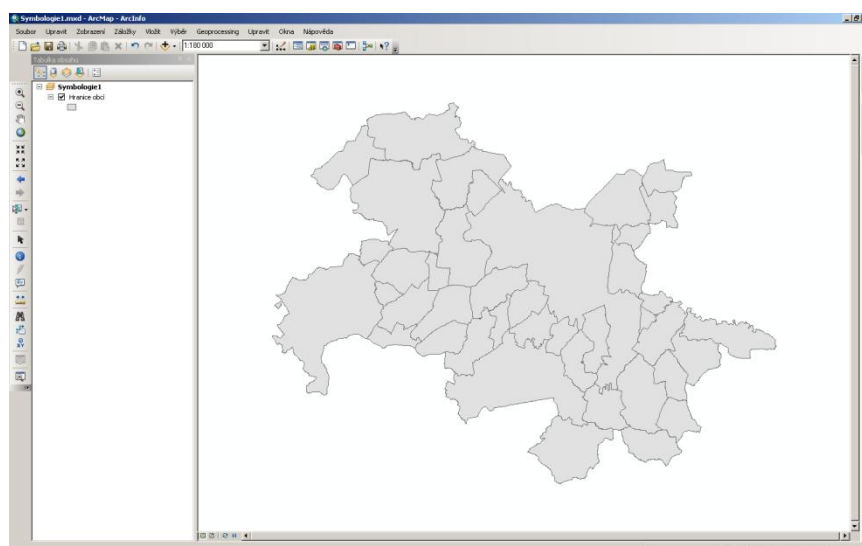 Symbologie1.mxd - ArcMap - ArcInfo
Soubor Upravit Zobrazení Záložky Vložit Výběr Geoprocessing Upravit Okna Nápověda
1:180 000
Tabulka obsahu
Symbologie1
Hranice obcí